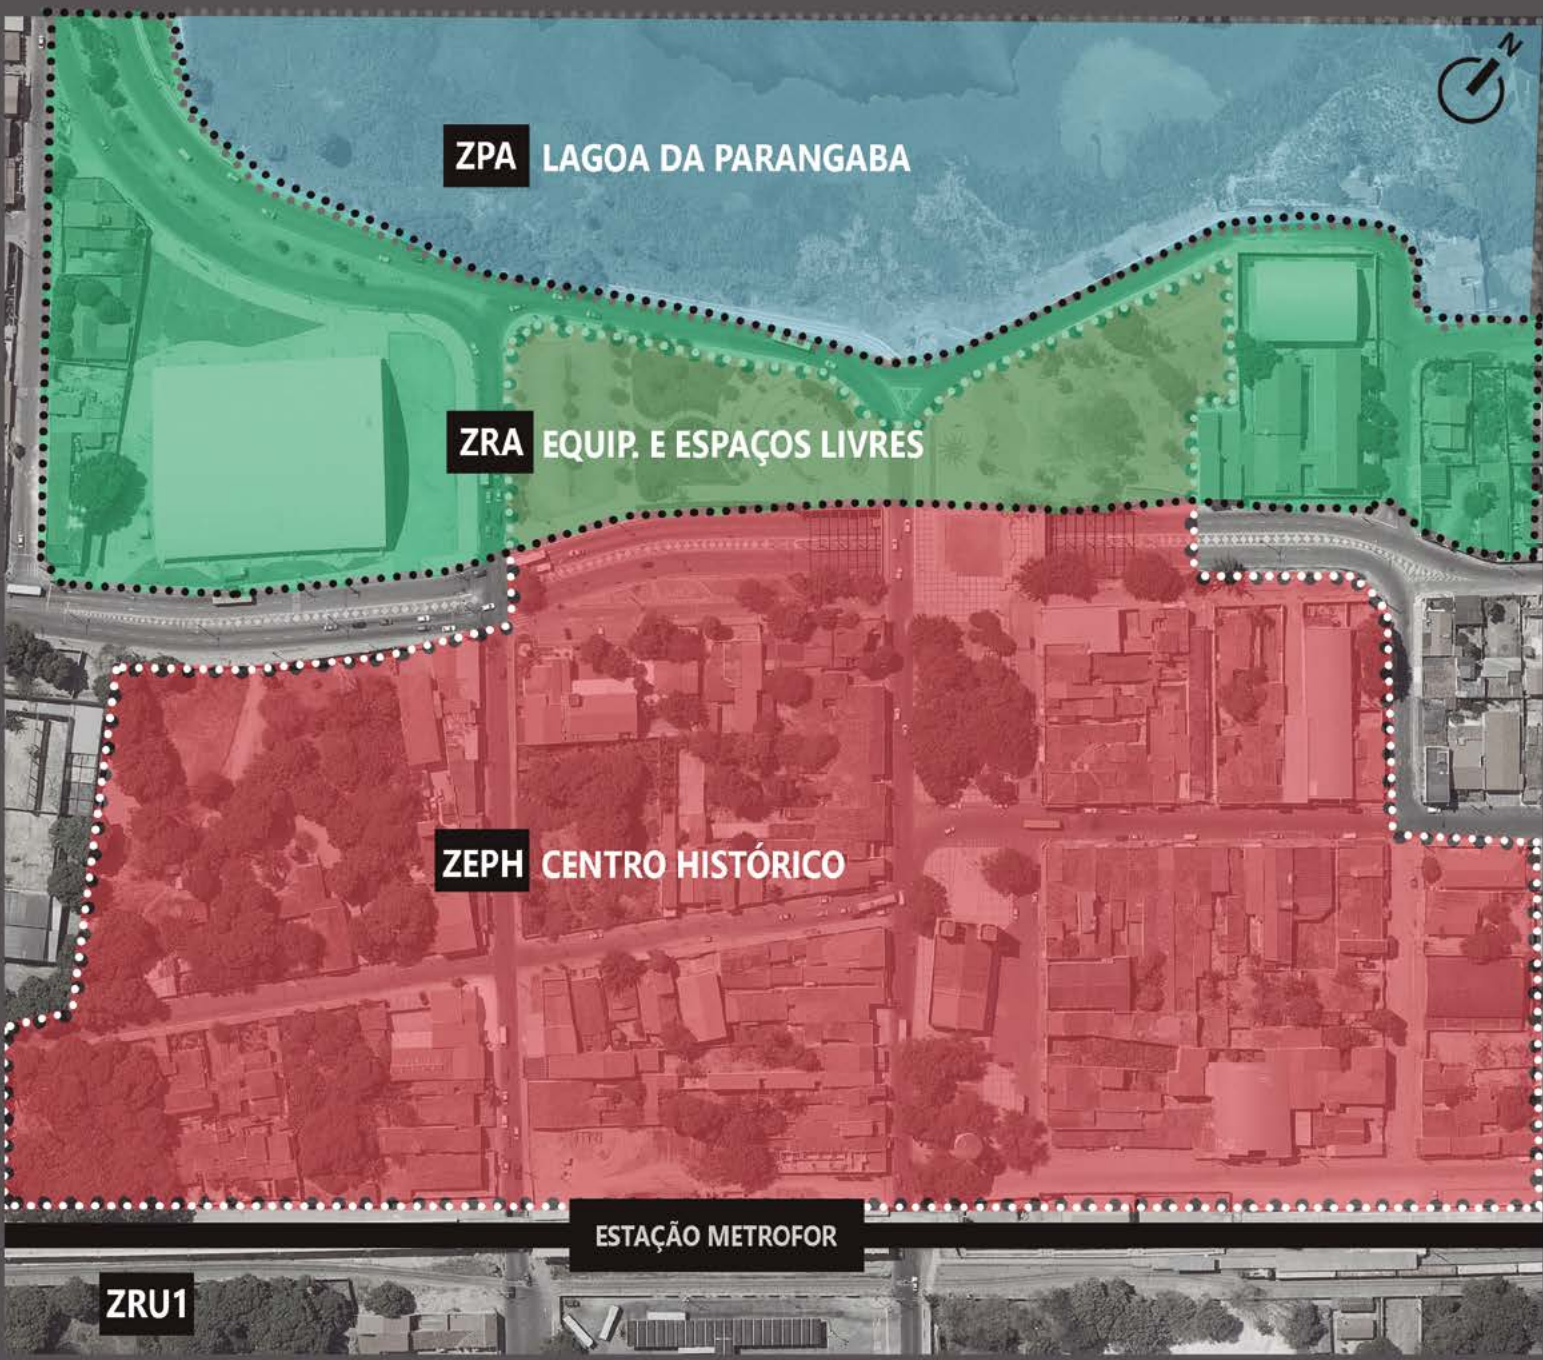 N
ZPA LAGOA DA PARANGABA
ZRA EQUIP. E ESPAÇOS LIVRES
ZEPH CENTRO HISTÓRICO
ESTAÇÃO METROFOR
ZRU1